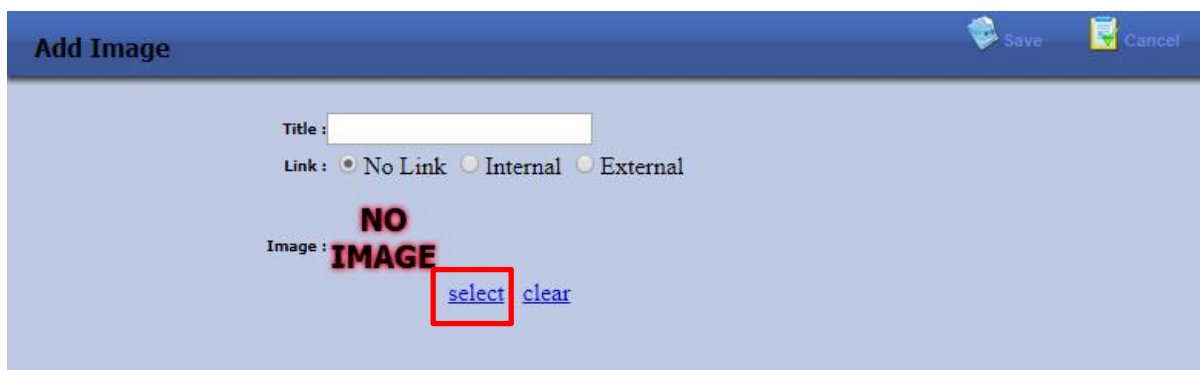 Add Image Save Cancel
Title :
Link : No Link Internal External
Image : NO
IMAGE
select clear